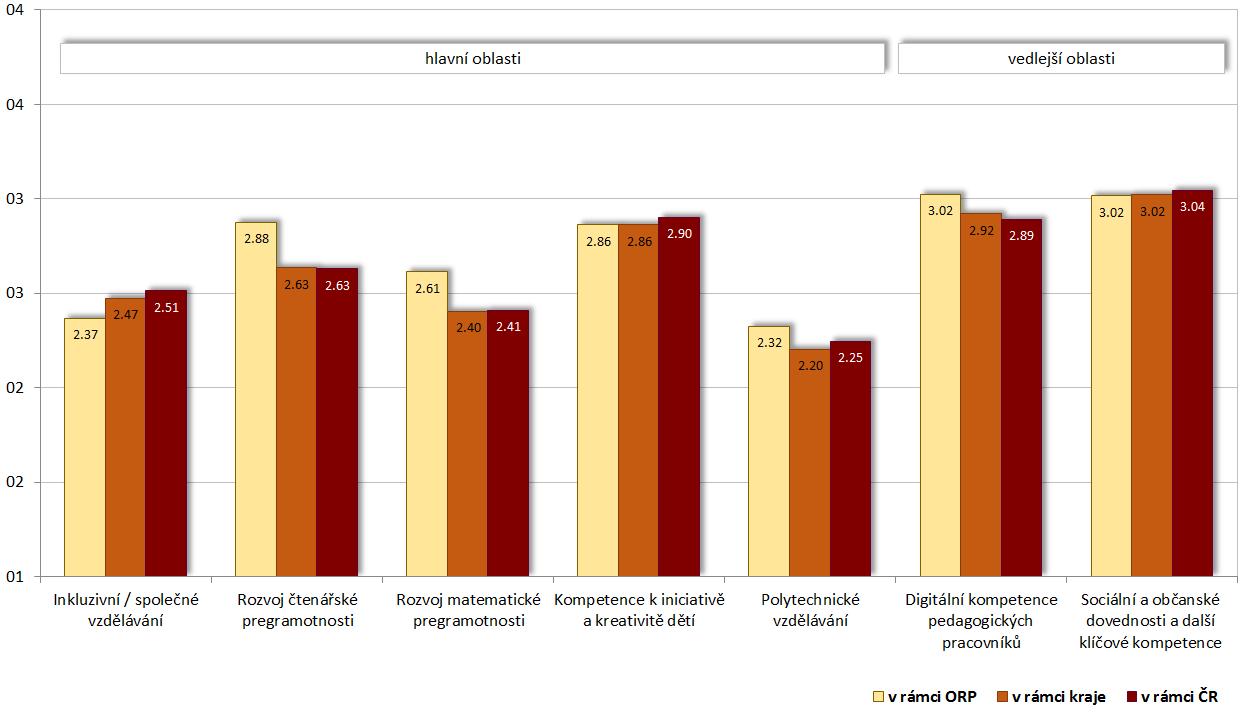 04
hlavní oblasti
vedlejší oblasti
04
03
03
02
02
01
2.37
2.47
2.51
2.88
2.63
2.63
2.61
2.40
2.41
2.86
2.86
2.90
2.32
2.20
2.25
3.02
2.92
2.89
3.02
3.02
3.04
Inkluzivní / společné
vzdělávání
Rozvoj čtenářské
pregramotnosti
Rozvoj matematické
pregramotnosti
Kompetence k iniciativě
a kreativitě dětí
Polytechnické
vzdělávání
Digitální kompetence
pedagogických
pracovníků
Sociální a občanské
dovednosti a další
klíčové kompetence
v rámci ORP
v rámci kraje
v rámci ČR